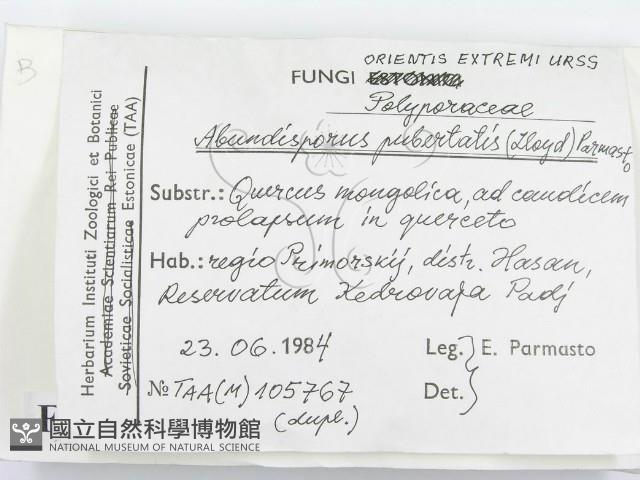 B
ORIENTIS EXTREMI URSS
FUNGI
Polyporaceae
Abundisporus pubertatis (Lloyd) Parmasto
Substr.: Quercus mongolica, ad caudicem
prolapsum in querceto
Hab.: regio Primorskij, distr. Hasan,
Reservatum Kedrovaja Padj
23.06.1984
Leg. } E. Parmasto
Det.
№ TAA(M) 105767
(dupl.)
Herbarium Instituti Zoologici et Botanici
Academiae Scientiarum Rei Publicae
Sovieticae Socialisticae Estonicae (TAA)
F
國立自然科學博物館
NATIONAL MUSEUM OF NATURAL SCIENCE